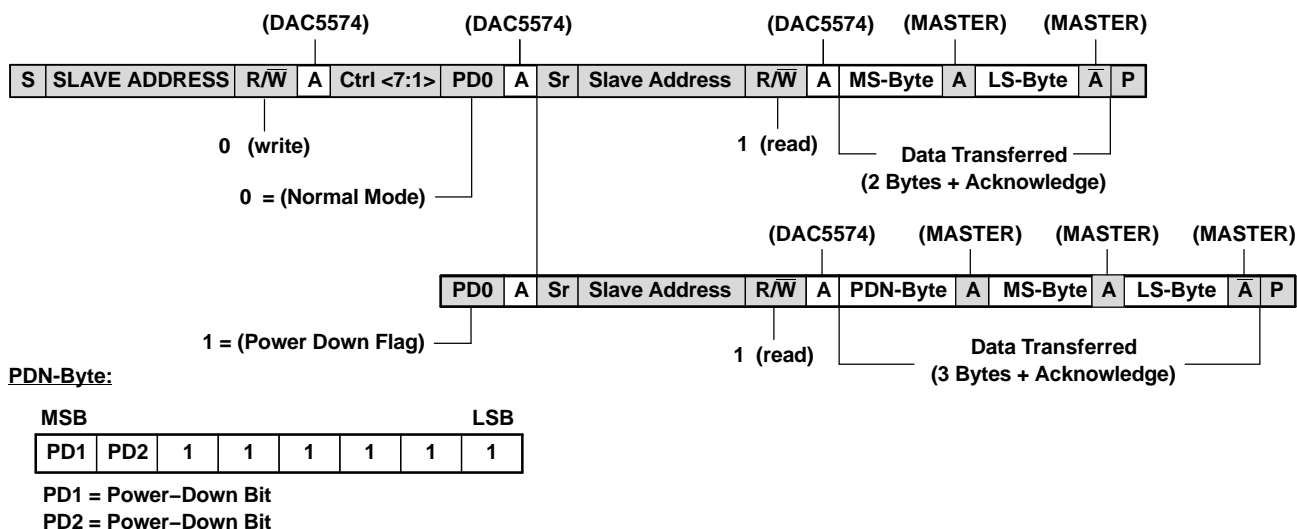 (DAC5574) (DAC5574) (DAC5574) (MASTER) (MASTER)
S SLAVE ADDRESS R/W̅ A Ctrl <7:1> PD0 A Sr Slave Address R/W̅ A MS-Byte A LS-Byte A̅ P
0 (write) 1 (read) Data Transferred
(2 Bytes + Acknowledge)
0 = (Normal Mode)
(DAC5574) (MASTER) (MASTER) (MASTER)
PD0 A Sr Slave Address R/W̅ A PDN-Byte A MS-Byte A LS-Byte A̅ P
1 = (Power Down Flag) 1 (read) Data Transferred
(3 Bytes + Acknowledge)
PDN-Byte:
MSB LSB
PD1 PD2 1 1 1 1 1 1
PD1 = Power−Down Bit
PD2 = Power−Down Bit